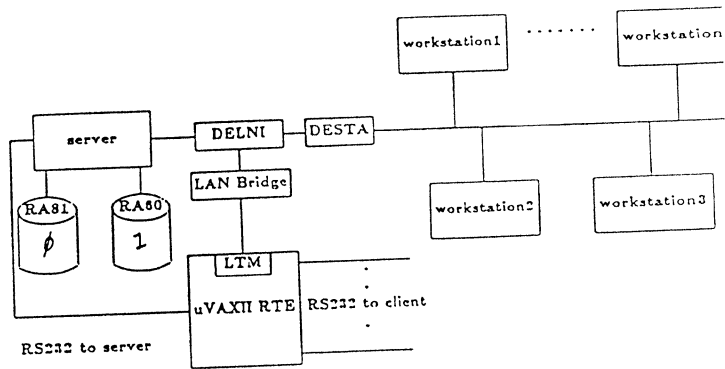 workstation1 ....... workstation
server
DELNI
DESTA
LAN Bridge
RA81
RA60
φ
1
workstation2
workstation3
LTM
uVAXII RTE
RS232 to client
RS232 to server